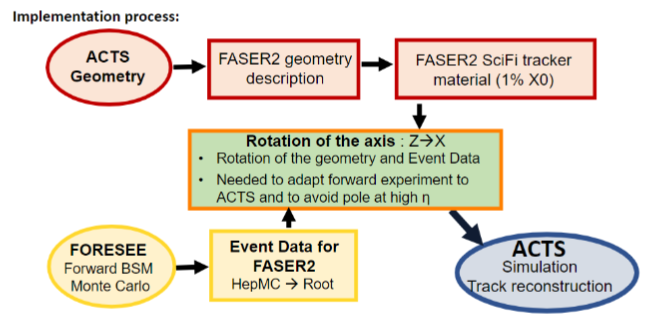 Implementation process:
ACTS
Geometry
FASER2 geometry
description
FASER2 SciFi tracker
material (1% X0)
Rotation of the axis : Z→X
• Rotation of the geometry and Event Data
• Needed to adapt forward experiment to
ACTS and to avoid pole at high η
FORESEE
Forward BSM
Monte Carlo
Event Data for
FASER2
HepMC → Root
ACTS
Simulation
Track reconstruction